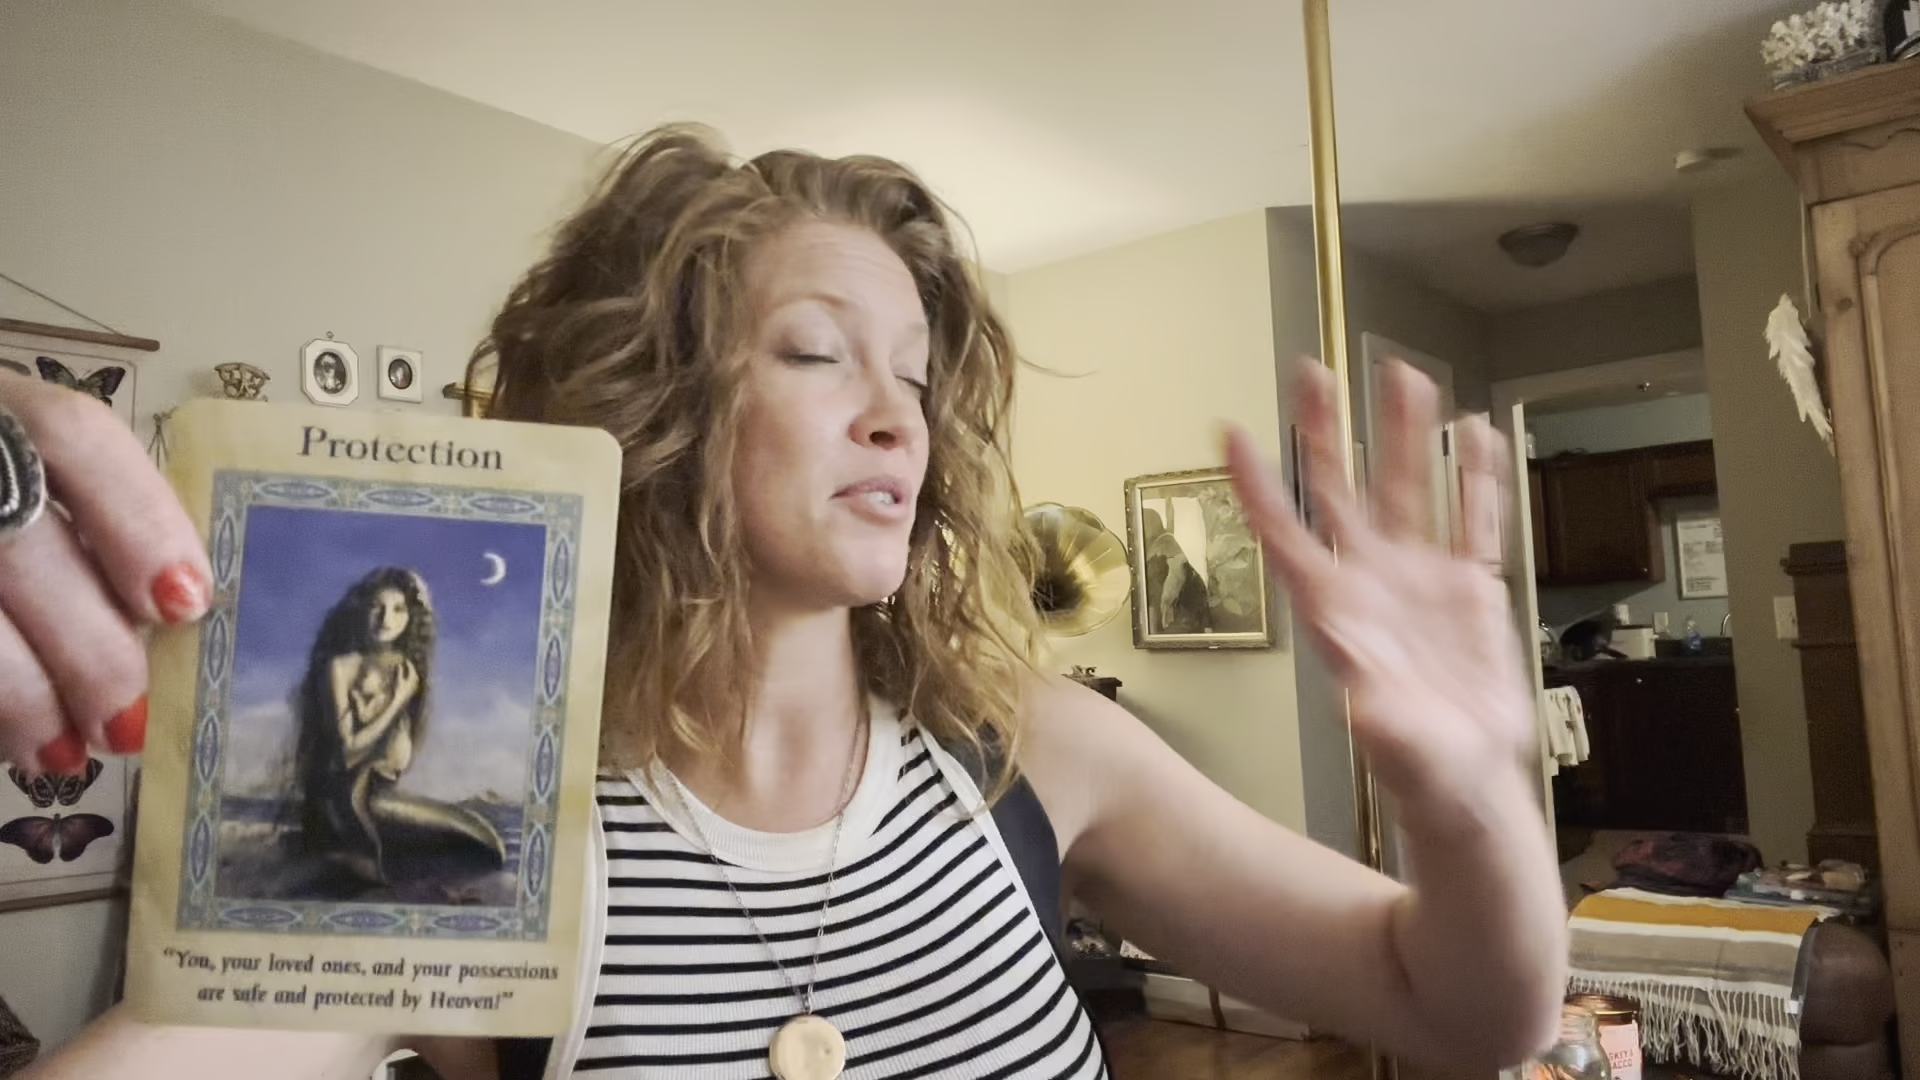 Protection
"You, your loved ones, and your possessions
are safe and protected by Heaven!"